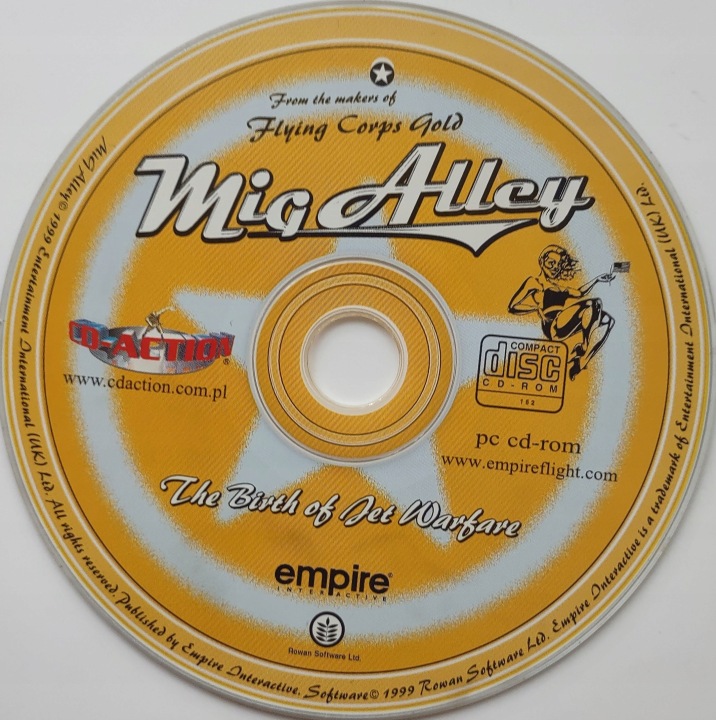 From the makers of
Flying Corps Gold
Mig Alley
CD-ACTION®
www.cdaction.com.pl
COMPACT
disc
CD-ROM
162
pc cd-rom
www.empireflight.com
The Birth of Jet Warfare
empire®
INTERACTIVE
Rowan Software Ltd.
MiG Alley© 1999 Entertainment International (UK) Ltd. All rights reserved. Published by Empire Interactive. Software© 1999 Rowan Software Ltd. Empire Interactive is a trademark of Entertainment International (UK) Ltd.